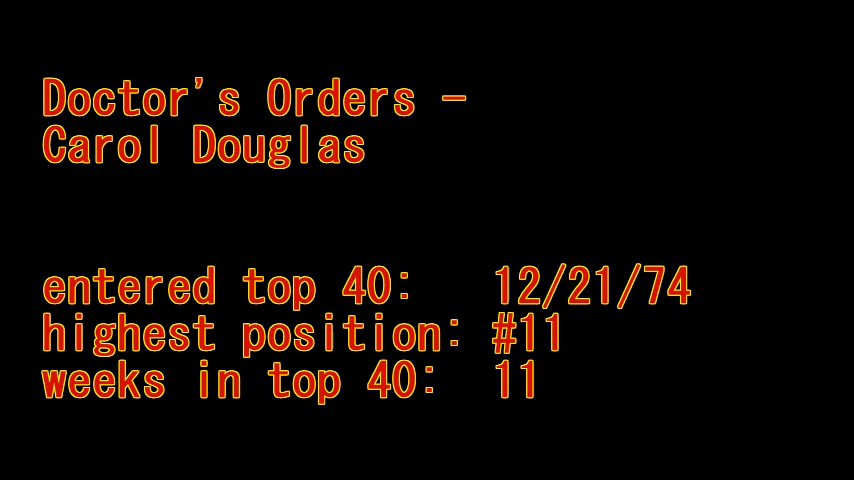 Doctor's Orders -
Carol Douglas
entered top 40: 12/21/74
highest position: #11
weeks in top 40: 11